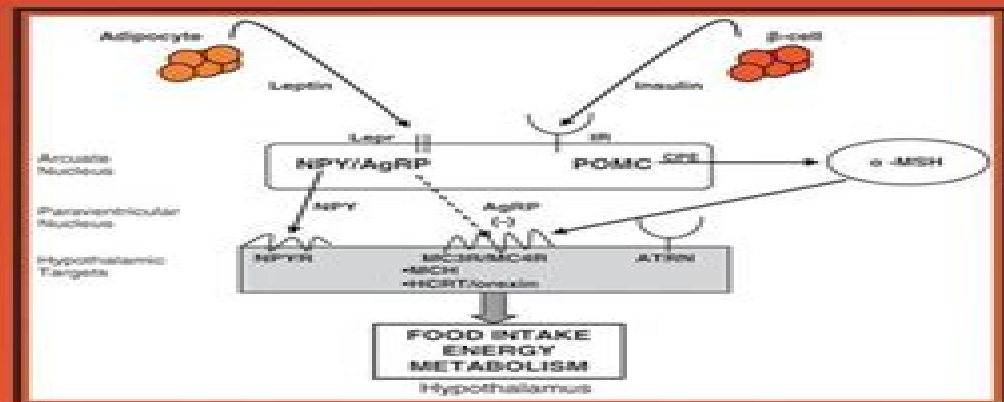 Adipocyte
β-cell
Leptin
Insulin
Lepr
IR
Arcuate
Nucleus
NPY/AgRP
POMC
CPE
α -MSH
Paraventricular
Nucleus
NPY
AgRP
(-)
Hypothalamic
Targets
NPYR
MC3R/MC4R
ATRN
•MCH
•HCRT/orexin
FOOD INTAKE
ENERGY
METABOLISM
Hypothalamus